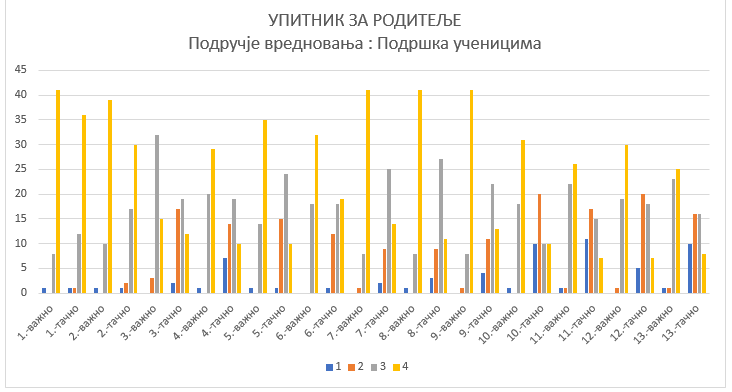 УПИТНИК ЗА РОДИТЕЉЕ
Подручје вредновања : Подршка ученицима
45
40
35
30
25
20
15
10
5
0
1.-важно
1.-тачно
2.-важно
2.-тачно
3.-важно
3.-тачно
4.-важно
4.-тачно
5.-важно
5.-тачно
6.-важно
6.-тачно
7.-важно
7.-тачно
8.-важно
8.-тачно
9.-важно
9.-тачно
10.-важно
10.-тачно
11.-важно
11.-тачно
12.-важно
12.-тачно
13.-важно
13.-тачно
1 2 3 4